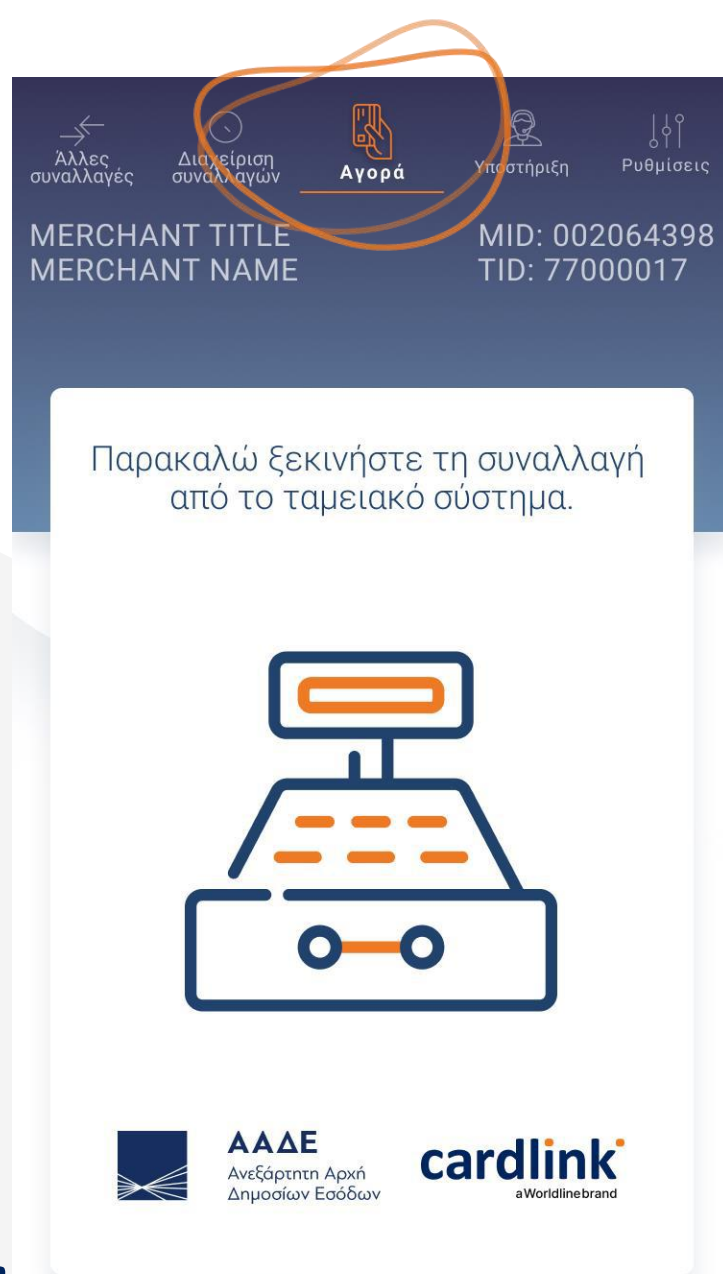 Άλλες
συναλλαγές
Διαχείριση
συναλλαγών
Αγορά
Υποστήριξη
Ρυθμίσεις
MERCHANT TITLE
MERCHANT NAME
MID: 002064398
TID: 77000017
Παρακαλώ ξεκινήστε τη συναλλαγή
από το ταμειακό σύστημα.
ΑΑΔΕ
Ανεξάρτητη Αρχή
Δημοσίων Εσόδων
cardlink
a Worldline brand